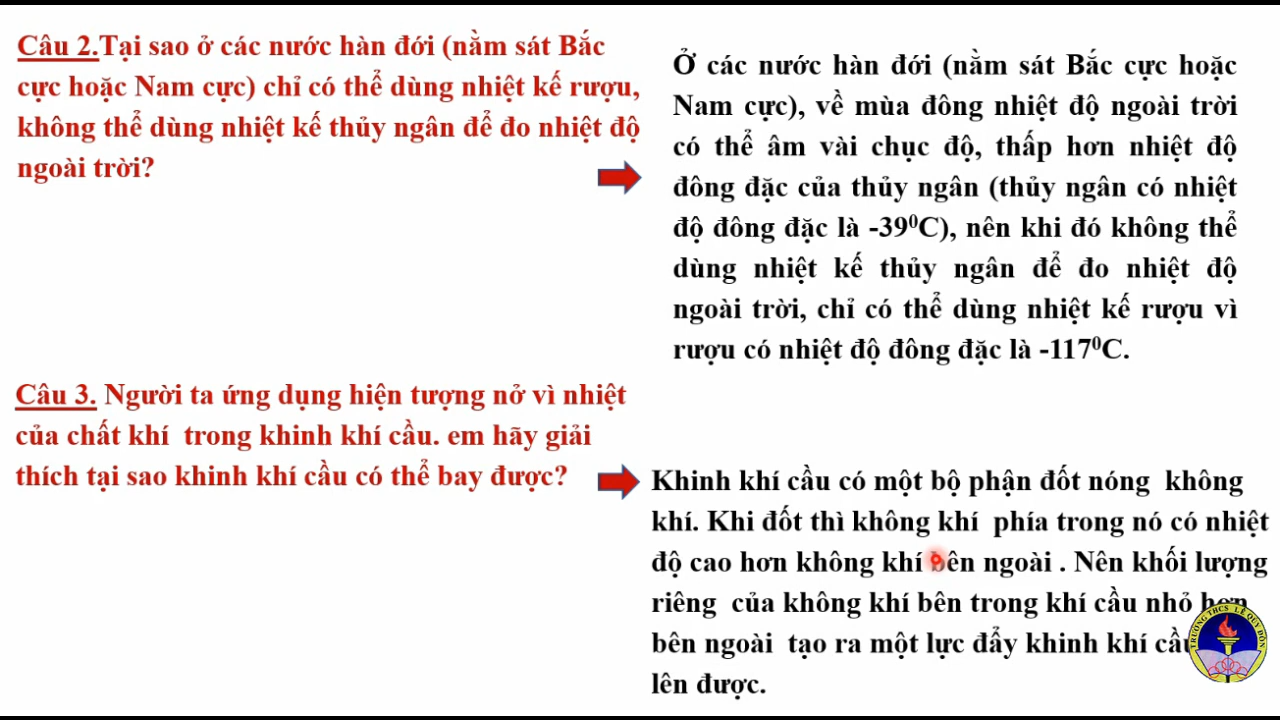 Câu 2.Tại sao ở các nước hàn đới (nằm sát Bắc
cực hoặc Nam cực) chỉ có thể dùng nhiệt kế rượu,
không thể dùng nhiệt kế thủy ngân để đo nhiệt độ
ngoài trời?
Ở các nước hàn đới (nằm sát Bắc cực hoặc
Nam cực), về mùa đông nhiệt độ ngoài trời
có thể âm vài chục độ, thấp hơn nhiệt độ
đông đặc của thủy ngân (thủy ngân có nhiệt
độ đông đặc là -39⁰C), nên khi đó không thể
dùng nhiệt kế thủy ngân để đo nhiệt độ
ngoài trời, chỉ có thể dùng nhiệt kế rượu vì
rượu có nhiệt độ đông đặc là -117⁰C.
Câu 3. Người ta ứng dụng hiện tượng nở vì nhiệt
của chất khí trong khinh khí cầu. em hãy giải
thích tại sao khinh khí cầu có thể bay được?
Khinh khí cầu có một bộ phận đốt nóng không
khí. Khi đốt thì không khí phía trong nó có nhiệt
độ cao hơn không khí bên ngoài . Nên khối lượng
riêng của không khí bên trong khí cầu nhỏ hơn
bên ngoài tạo ra một lực đẩy khinh khí cầu
lên được.
TRƯỜNG THCS LÊ QUÝ ĐÔN